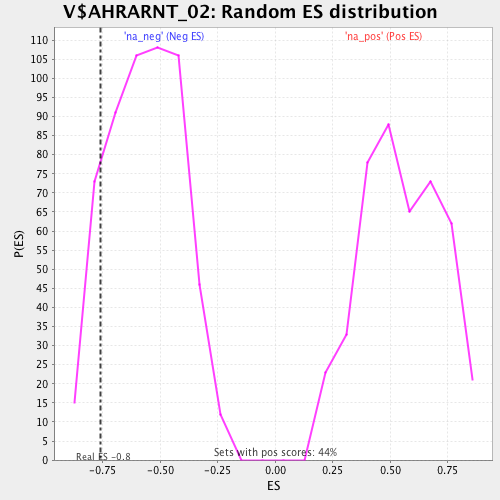 V$AHRARNT_02: Random ES distribution
'na_neg' (Neg ES)
'na_pos' (Pos ES)
110
105
100
95
90
85
80
75
70
65
60
55
50
45
40
35
30
25
20
15
10
5
0
P(ES)
Real ES -0.8
Sets with pos scores: 44%
-0.75 -0.50 -0.25 0.00 0.25 0.50 0.75
ES